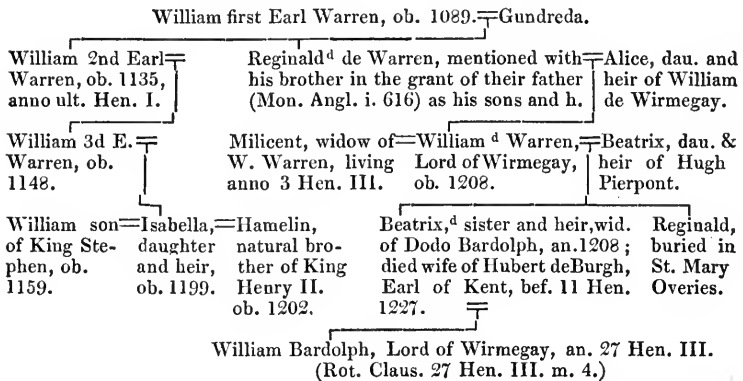 William first Earl Warren, ob. 1089.=Gundreda.
William 2nd Earl=
Warren, ob. 1135,
anno ult. Hen. I.
Reginald d de Warren, mentioned with=
his brother in the grant of their father
(Mon. Angl. i. 616) as his sons and h.
Alice, dau. and
heir of William
de Wirmegay.
William 3d E.=
Warren, ob.
1148.
Milicent, widow of=
W. Warren, living
anno 3 Hen. III.
William d Warren,=
Lord of Wirmegay,
ob. 1208.
Beatrix, dau. &
heir of Hugh
Pierpont.
William son=
of King Ste-
phen, ob.
1159.
Isabella,=
daughter
and heir,
ob. 1199.
Hamelin,
natural bro-
ther of King
Henry II.
ob. 1202.
Beatrix,d sister and heir, wid.
of Dodo Bardolph, an. 1208;
died wife of Hubert deBurgh,
Earl of Kent, bef. 11 Hen.
1227. =
Reginald,
buried in
St. Mary
Overies.
William Bardolph, Lord of Wirmegay, an. 27 Hen. III.
(Rot. Claus. 27 Hen. III. m. 4.)